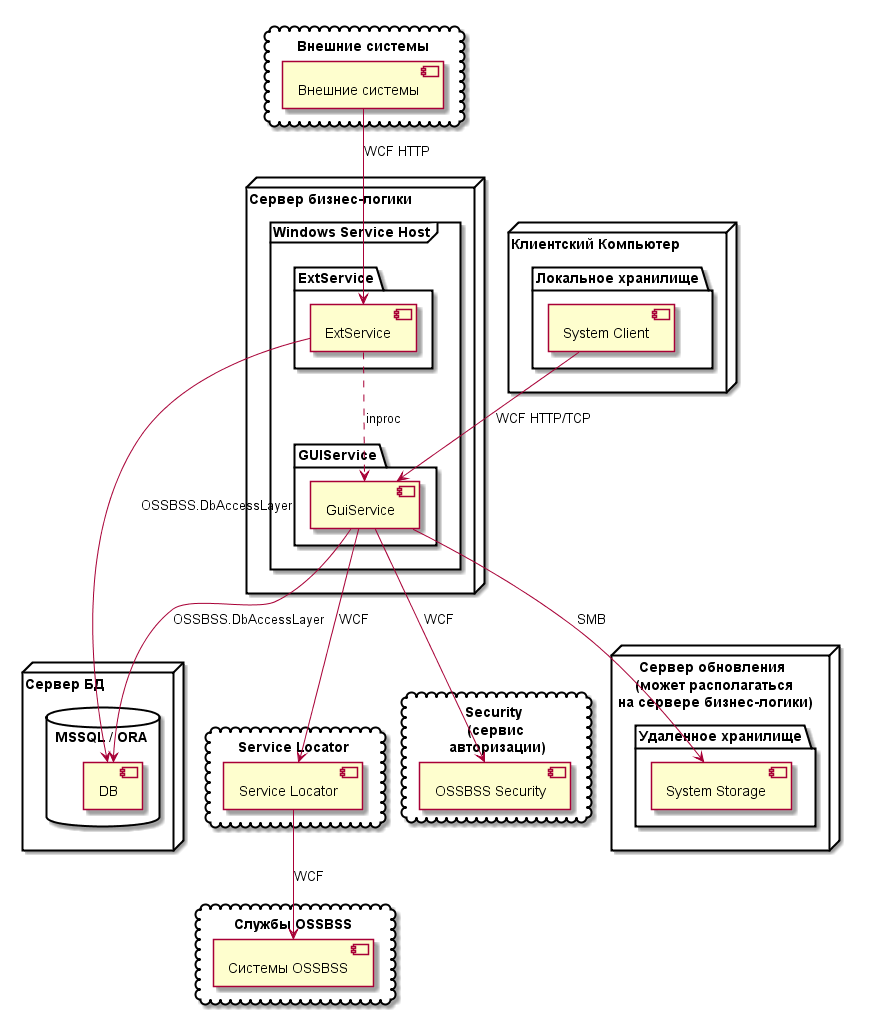 Внешние системы
Внешние системы
WCF HTTP
Сервер бизнес-логики
Windows Service Host
ExtService
ExtService
Клиентский Компьютер
Локальное хранилище
System Client
inproc
WCF HTTP/TCP
GUIService
GuiService
OSSBSS.DbAccessLayer
OSSBSS.DbAccessLayer
WCF
WCF
SMB
Сервер БД
MSSQL / ORA
DB
Service Locator
Service Locator
Security
(сервис
авторизации)
OSSBSS Security
Сервер обновления
(может располагаться
на сервере бизнес-логики)
Удаленное хранилище
System Storage
WCF
Службы OSSBSS
Системы OSSBSS